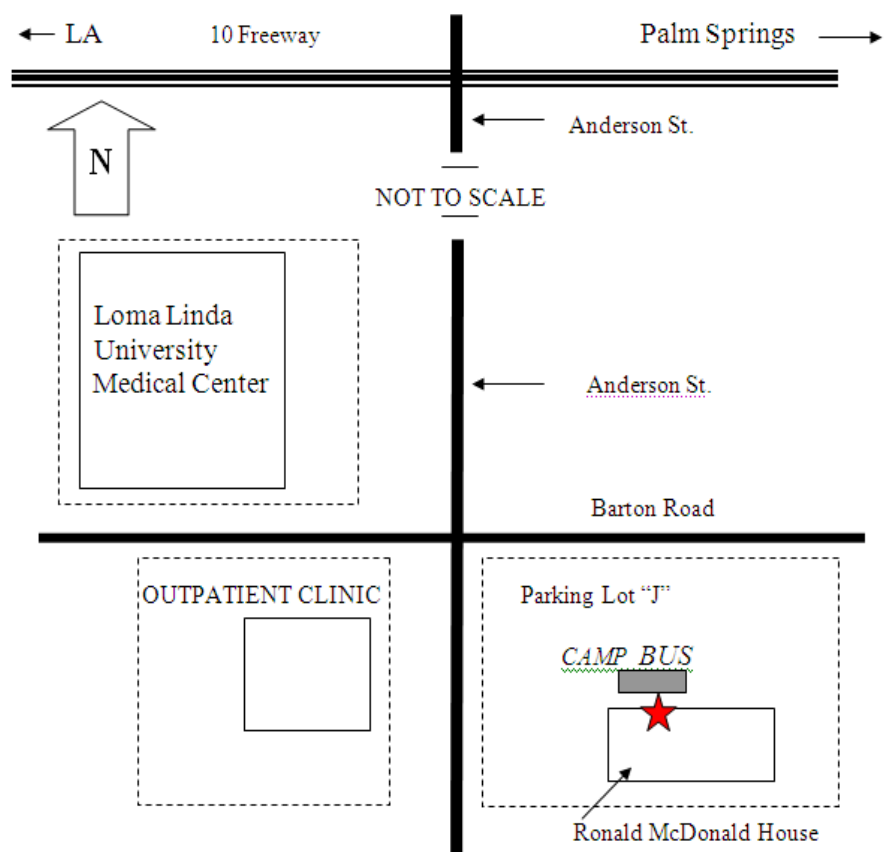 LA
10 Freeway
Palm Springs
Anderson St.
N
NOT TO SCALE
Loma Linda
University
Medical Center
Anderson St.
Barton Road
OUTPATIENT CLINIC
Parking Lot “J”
CAMP BUS
Ronald McDonald House